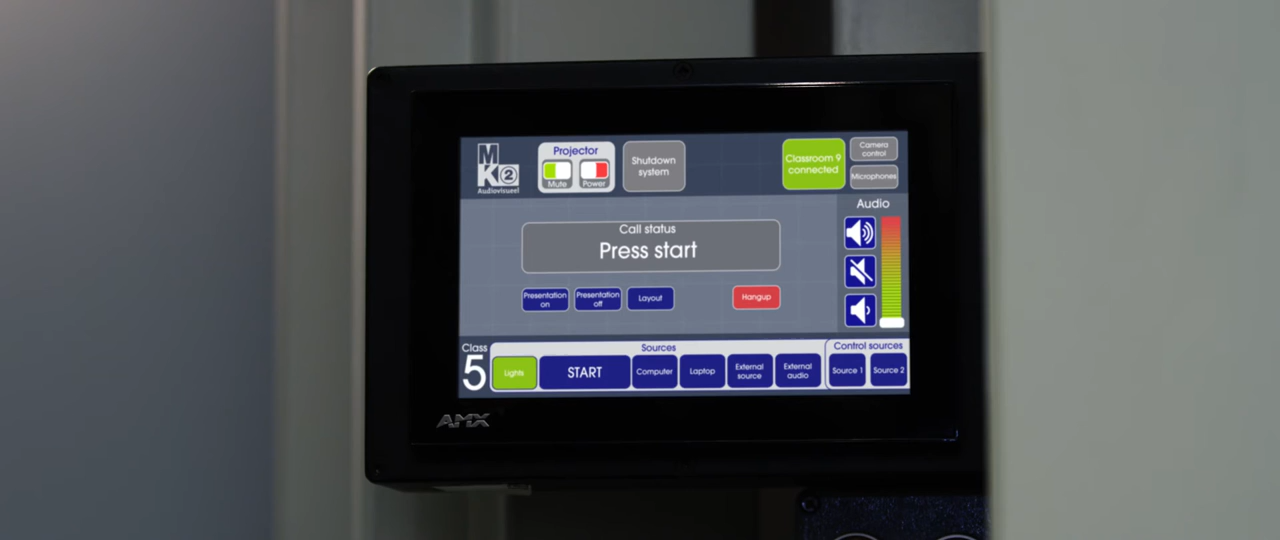 MK2
Audiovisueel
Projector
Mute
Power
Shutdown
system
Classroom 9
connected
Camera
control
Microphones
Audio
Call status
Press start
Presentation
on
Presentation
off
Layout
Hangup
Class
5
Sources
Lights
START
Computer
Laptop
External
source
External
audio
Control sources
Source 1
Source 2
AMX